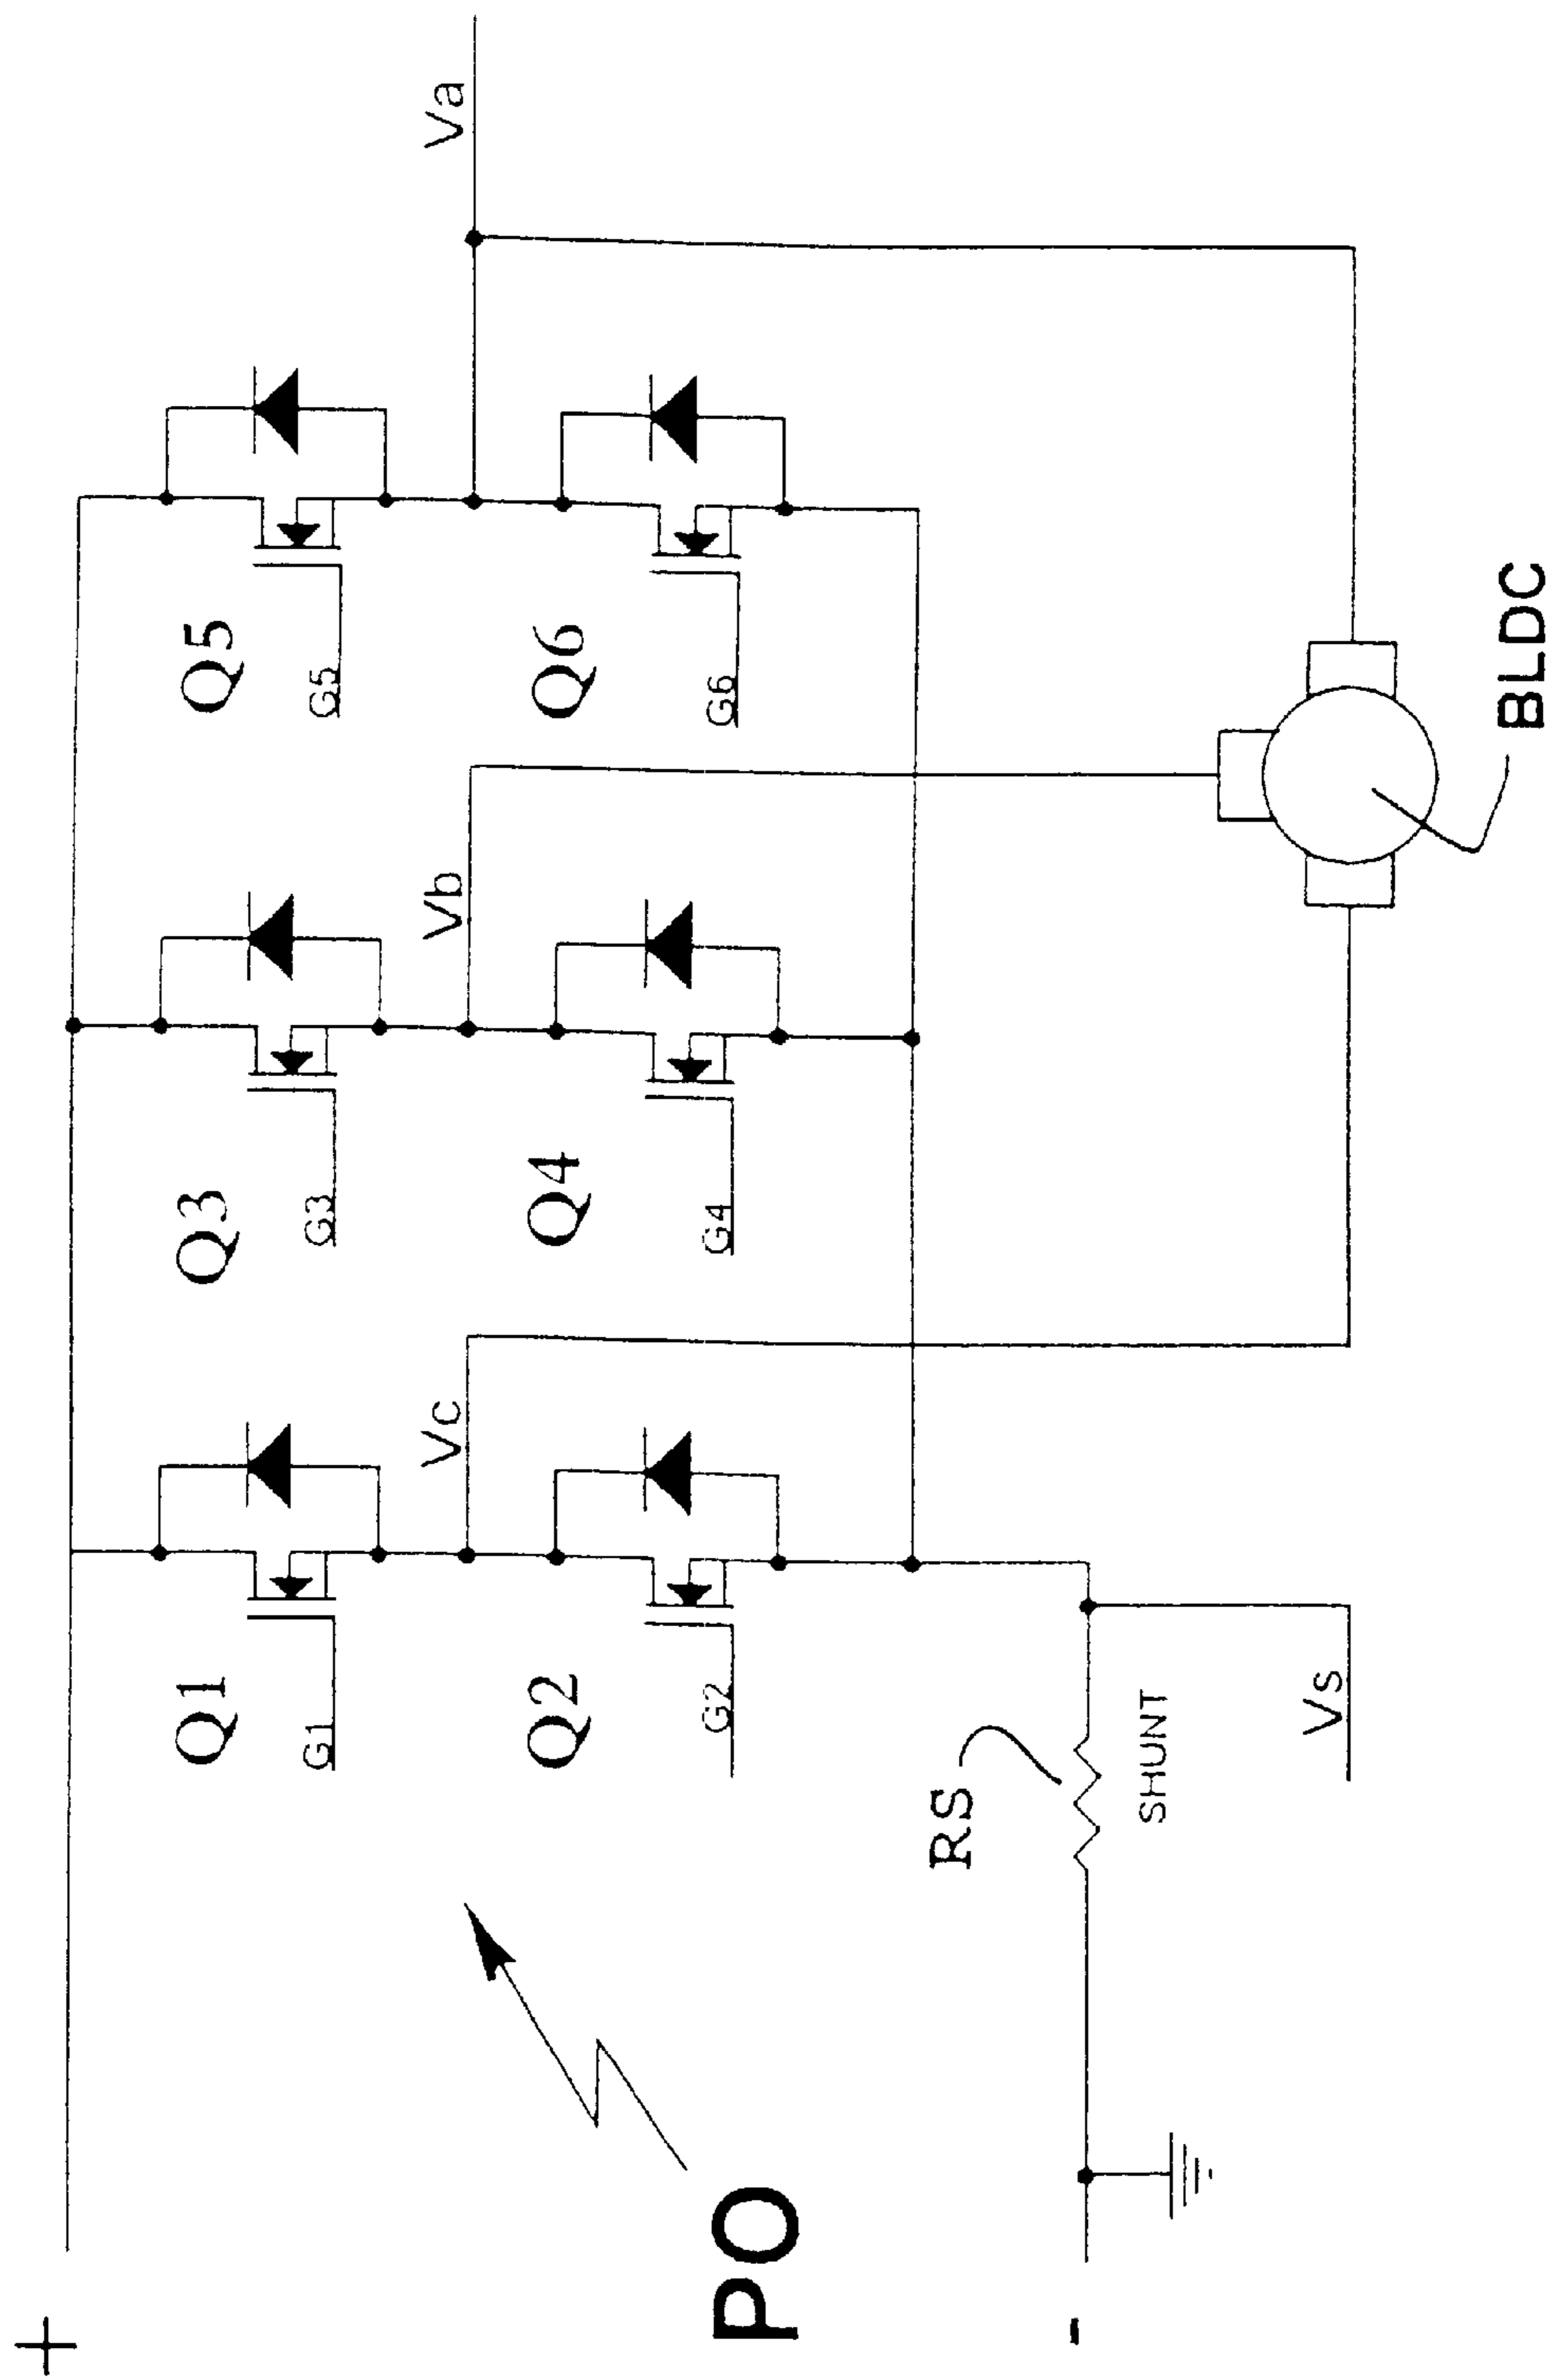 +
Q1
G1
Vc
Q3
G3
Vb
Q5
G5
Va
Q2
G2
Q4
G4
Q6
G6
PO
RS
SHUNT
-
Vs
BLDC